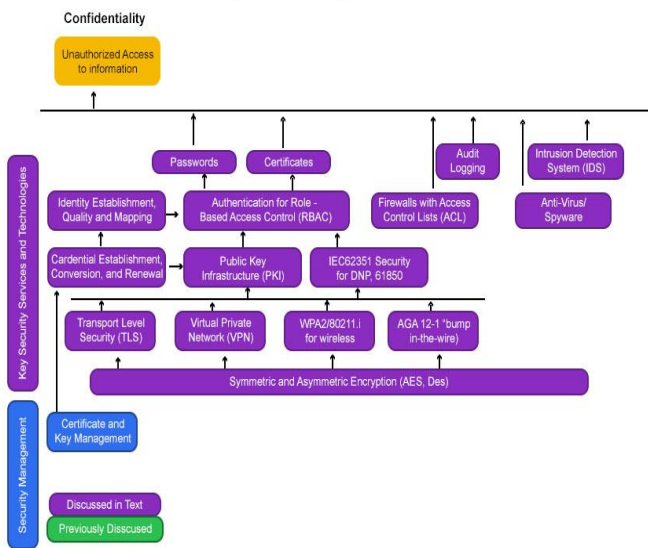 Confidentiality
Unauthorized Access
to information
Key Security Services and Technologies
Passwords
Certificates
Audit
Logging
Intrusion Detection
System (IDS)
Identity Establishment,
Quality and Mapping
Authentication for Role -
Based Access Control (RBAC)
Firewalls with Access
Control Lists (ACL)
Anti-Virus/
Spyware
Cardential Establishment,
Conversion, and Renewal
Public Key
Infrastructure (PKI)
IEC62351 Security
for DNP, 61850
Transport Level
Security (TLS)
Virtual Private
Network (VPN)
WPA2/80211.i
for wireless
AGA 12-1 “bump
in-the-wire)
Symmetric and Asymmetric Encryption (AES, Des)
Security Management
Certificate and
Key Management
Discussed in Text
Previously Disscused